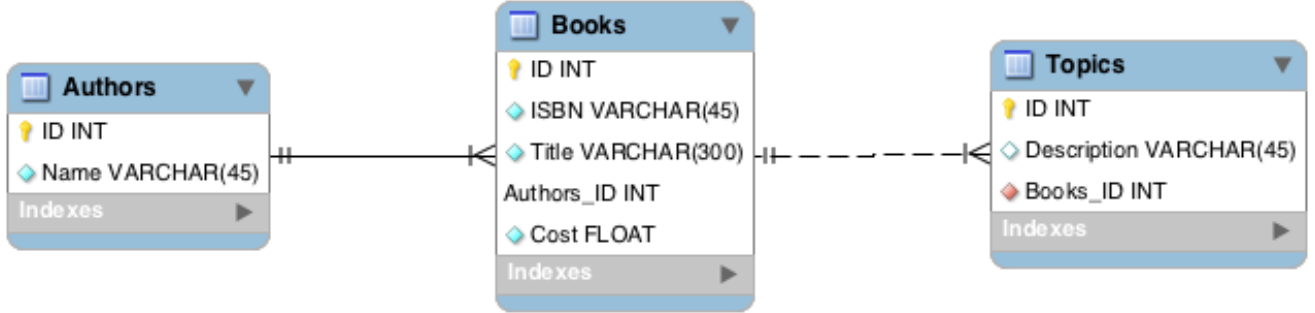 Authors
ID INT
Name VARCHAR(45)
Indexes
Books
ID INT
ISBN VARCHAR(45)
Title VARCHAR(300)
Authors_ID INT
Cost FLOAT
Indexes
Topics
ID INT
Description VARCHAR(45)
Books_ID INT
Indexes